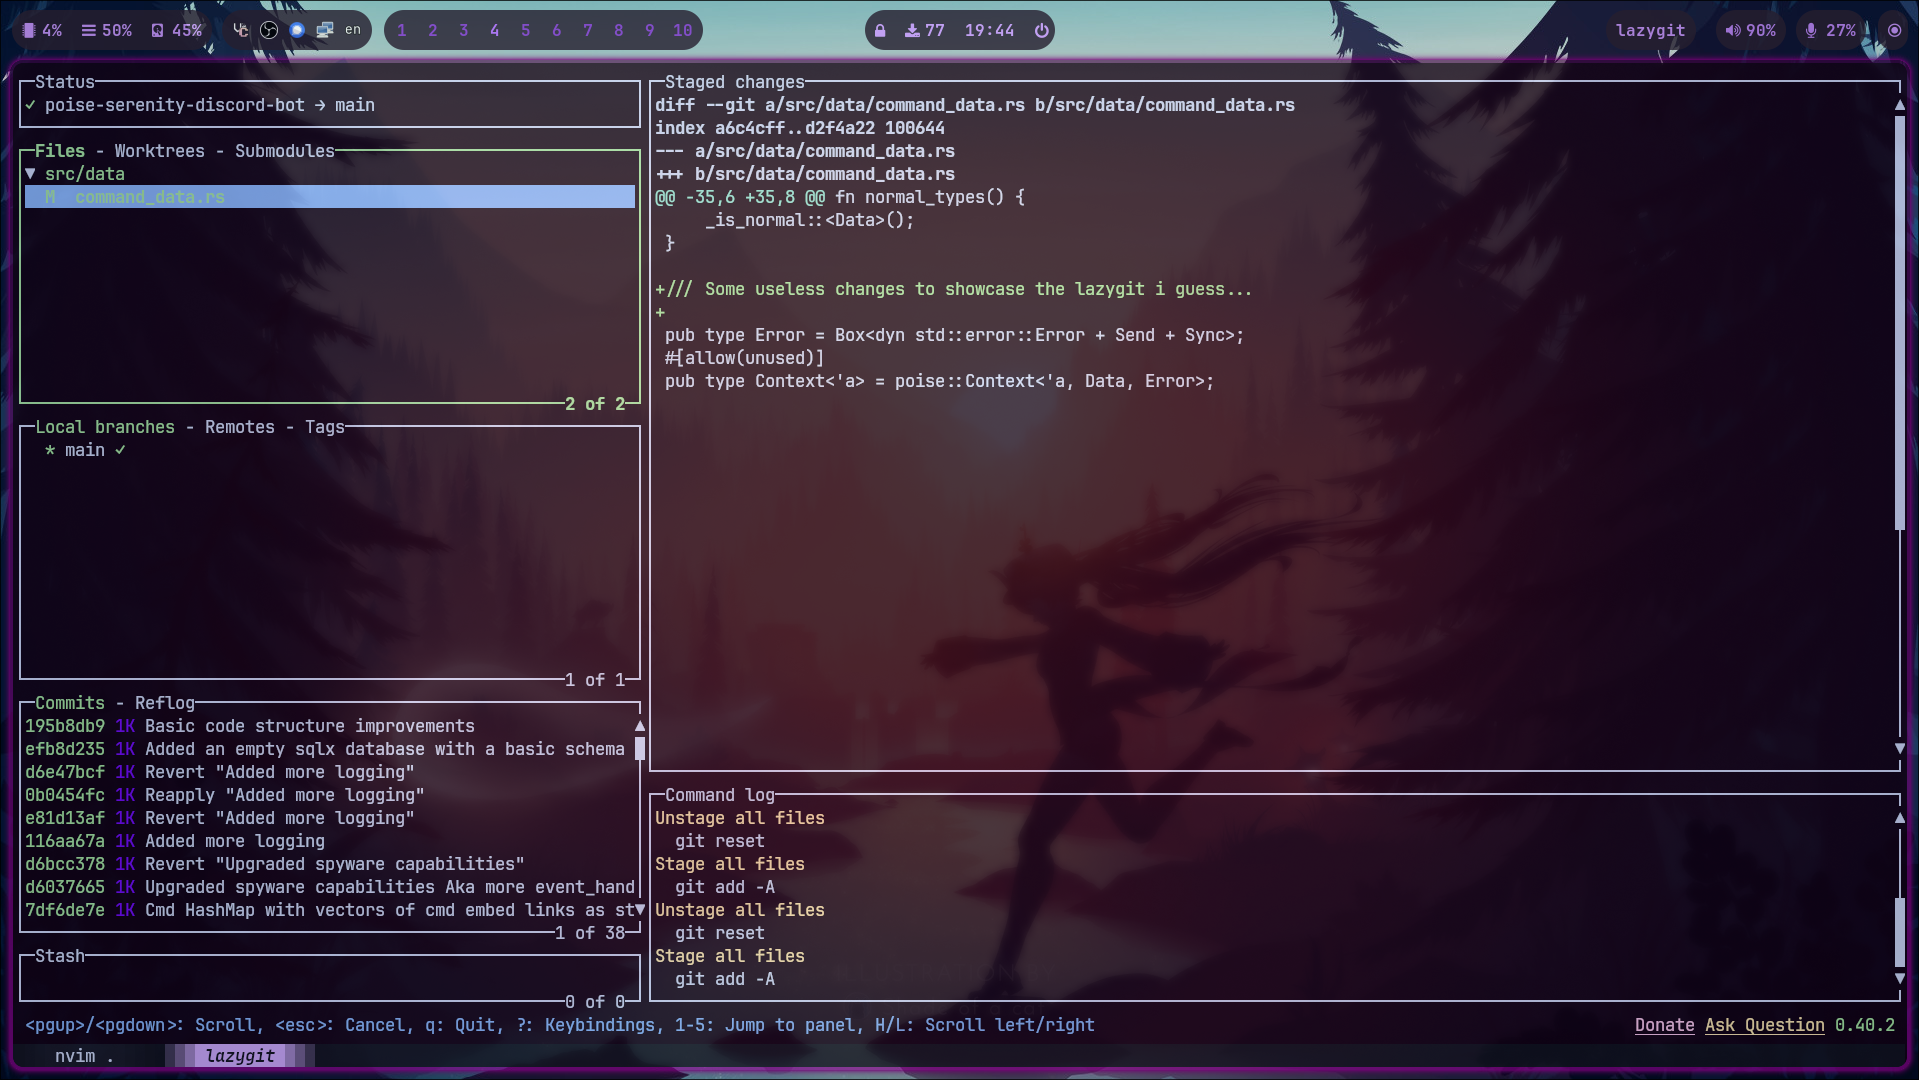 4% 50% 45% en 1 2 3 4 5 6 7 8 9 10 77 19:44 lazygit 90% 27%
Status
✓ poise-serenity-discord-bot → main
Files - Worktrees - Submodules
▼ src/data
M command_data.rs
2 of 2
Local branches - Remotes - Tags
* main ✓
1 of 1
Commits - Reflog
195b8db9 1K Basic code structure improvements
efb8d235 1K Added an empty sqlx database with a basic schema
d6e47bcf 1K Revert "Added more logging"
0b0454fc 1K Reapply "Added more logging"
e81d13af 1K Revert "Added more logging"
116aa67a 1K Added more logging
d6bcc378 1K Revert "Upgraded spyware capabilities"
d6037665 1K Upgraded spyware capabilities Aka more event_hand
7df6de7e 1K Cmd HashMap with vectors of cmd embed links as st
1 of 38
Stash
0 of 0
Staged changes
diff --git a/src/data/command_data.rs b/src/data/command_data.rs
index a6c4cff..d2f4a22 100644
--- a/src/data/command_data.rs
+++ b/src/data/command_data.rs
@@ -35,6 +35,8 @@ fn normal_types() {
_is_normal::<Data>();
}
+/// Some useless changes to showcase the lazygit i guess...
+
pub type Error = Box<dyn std::error::Error + Send + Sync>;
#[allow(unused)]
pub type Context<'a> = poise::Context<'a, Data, Error>;
Command log
Unstage all files
git reset
Stage all files
git add -A
Unstage all files
git reset
Stage all files
git add -A
<pgup>/<pgdown>: Scroll, <esc>: Cancel, q: Quit, ?: Keybindings, 1-5: Jump to panel, H/L: Scroll left/right
Donate Ask Question 0.40.2
nvim . lazygit